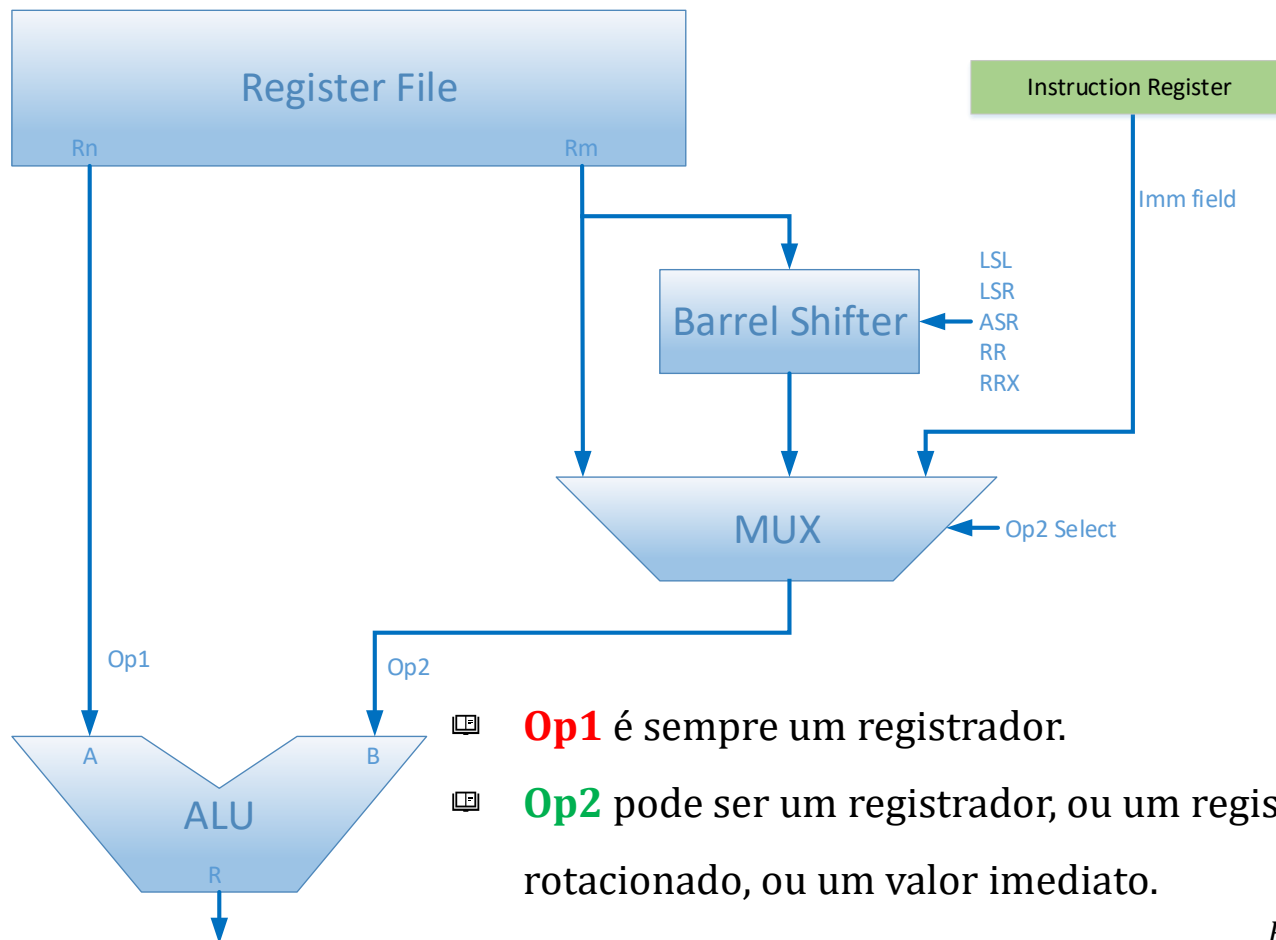 Register File
Instruction Register
Rn
Rm
Imm field
LSL
LSR
Barrel Shifter
ASR
RR
RRX
MUX
Op2 Select
Op1
Op2
Op1 é sempre um registrador.
A
B
Op2 pode ser um registrador, ou um regis
ALU
R
rotacionado, ou um valor imediato.